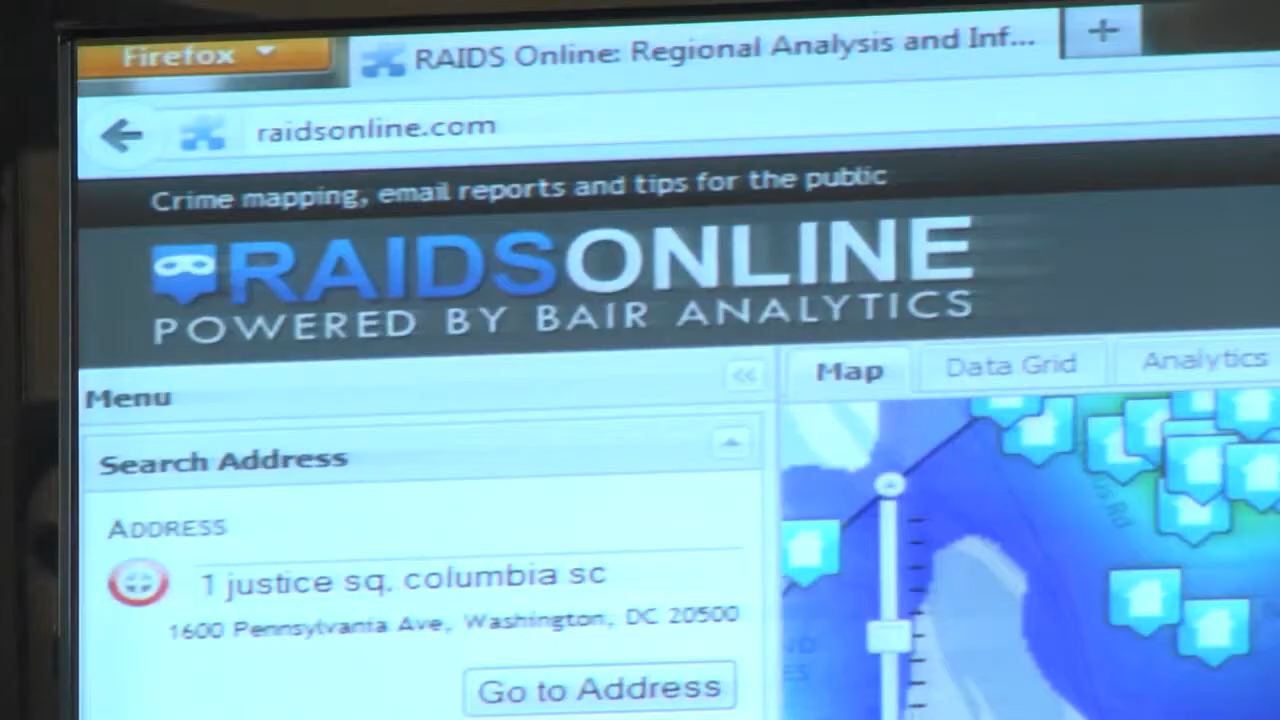 Firefox
RAIDS Online: Regional Analysis and Inf...
+
raidsonline.com
Crime mapping, email reports and tips for the public
RAIDSONLINE
POWERED BY BAIR ANALYTICS
Menu
Map
Data Grid
Analytics
Search Address
ADDRESS
1 justice sq. columbia sc
1600 Pennsylvania Ave, Washington, DC 20500
Go to Address
Rd